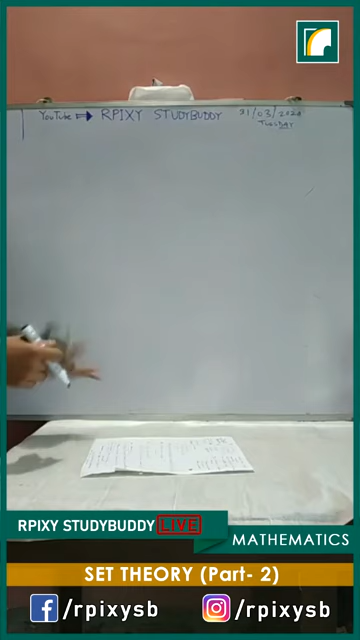 YouTube ⇒ RPIXY STUDYBUDDY 31/03/2020
TUESDAY
RPIXY STUDYBUDDY LIVE
MATHEMATICS
SET THEORY (Part- 2)
/rpixysb /rpixysb